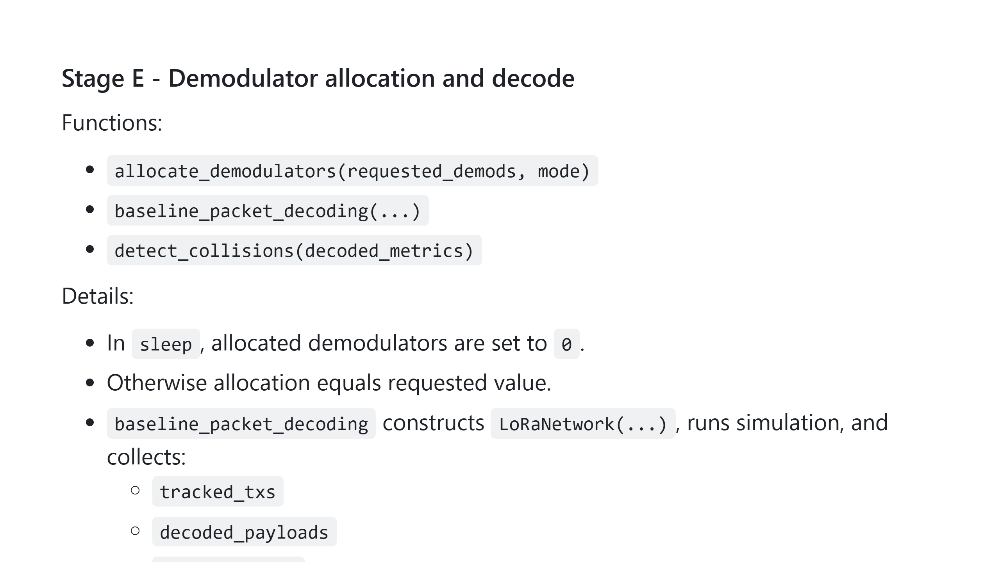 Stage E - Demodulator allocation and decode
Functions:
allocate_demodulators(requested_demods, mode)
baseline_packet_decoding(...)
detect_collisions(decoded_metrics)
Details:
In sleep, allocated demodulators are set to 0.
Otherwise allocation equals requested value.
baseline_packet_decoding constructs LoRaNetwork(...), runs simulation, and
collects:
tracked_txs
decoded_payloads